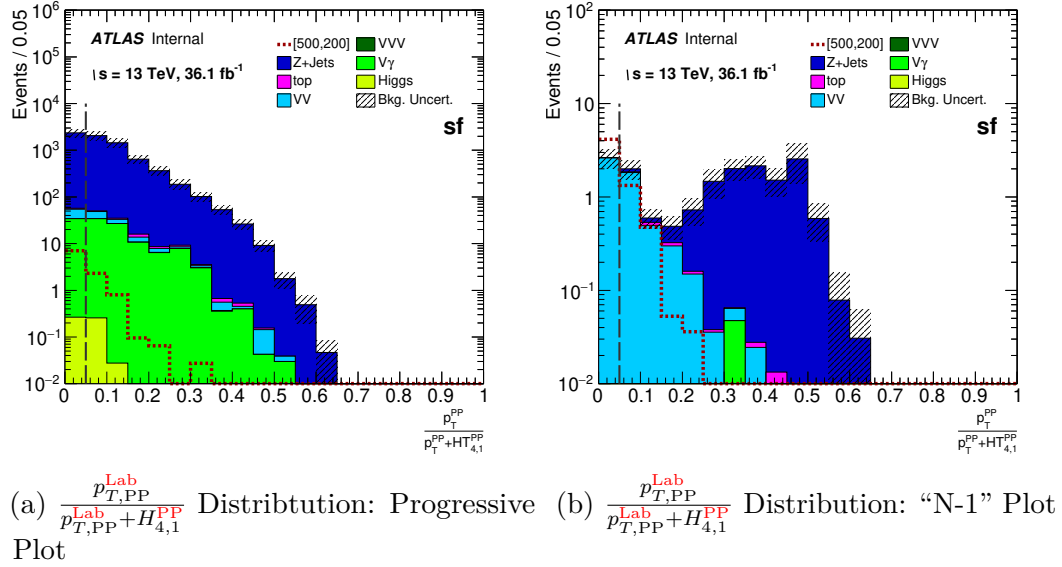 Events / 0.05
10^6
10^5
10^4
10^3
10^2
10
1
10^−1
10^−2
ATLAS Internal
\s = 13 TeV, 36.1 fb^-1
[500,200]
Z+Jets
top
VV
VVV
Vγ
Higgs
Bkg. Uncert.
sf
0 0.1 0.2 0.3 0.4 0.5 0.6 0.7 0.8 0.9 1
p_T^PP
p_T^PP+HT_4,1^PP
Events / 0.05
10^2
10
1
10^−1
10^−2
ATLAS Internal
\s = 13 TeV, 36.1 fb^-1
[500,200]
Z+Jets
top
VV
VVV
Vγ
Higgs
Bkg. Uncert.
sf
0 0.1 0.2 0.3 0.4 0.5 0.6 0.7 0.8 0.9 1
p_T^PP
p_T^PP+HT_4,1^PP
(a) p_T,PP^Lab / p_T,PP^Lab+H_4,1^PP Distribtution: Progressive
Plot
(b) p_T,PP^Lab / p_T,PP^Lab+H_4,1^PP Distribution: “N-1” Plot